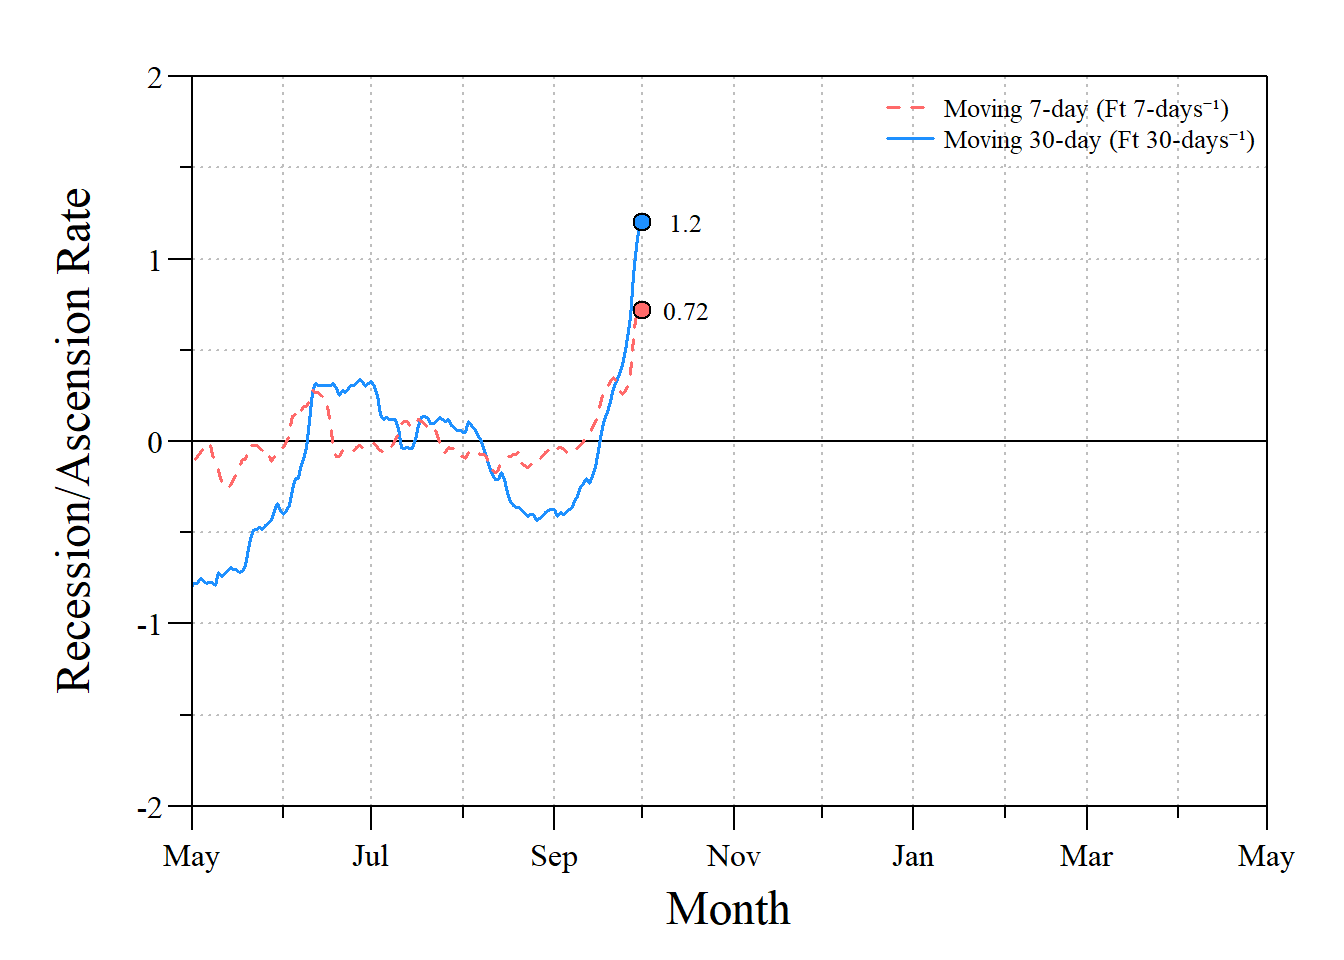 2
1
0
-1
-2
Recession/Ascension Rate
Moving 7-day (Ft 7-days⁻¹)
Moving 30-day (Ft 30-days⁻¹)
1.2
0.72
May Jul Sep Nov Jan Mar May
Month